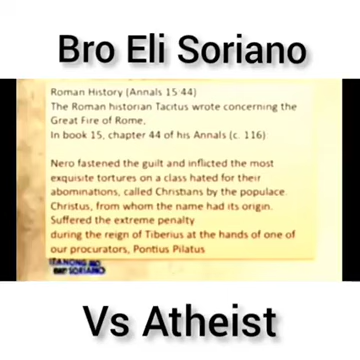 Bro Eli Soriano
Roman History (Annals 15 44)
The Roman historian Tacitus wrote concerning the
Great Fire of Rome,
In book 15, chapter 44 of his Annals (c. 116)
Nero fastened the guilt and inflicted the most
exquisite tortures on a class hated for their
abominations, called Christians by the populace.
Christus, from whom the name had its origin.
Suffered the extreme penalty
during the reign of Tiberius at the hands of one of
our procurators, Pontius Pilatus
ITANONG MO
BRO SORIANO
Vs Atheist